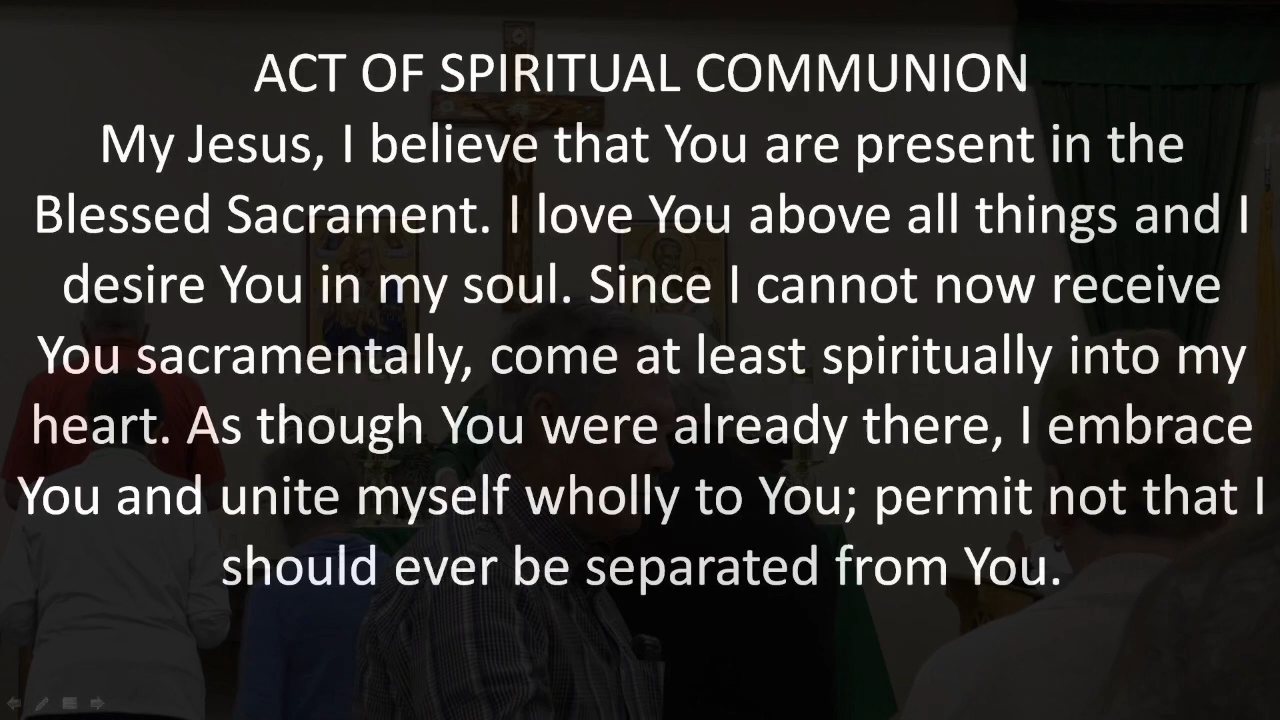 ACT OF SPIRITUAL COMMUNION
My Jesus, I believe that You are present in the
Blessed Sacrament. I love You above all things and I
desire You in my soul. Since I cannot now receive
You sacramentally, come at least spiritually into my
heart. As though You were already there, I embrace
You and unite myself wholly to You; permit not that I
should ever be separated from You.